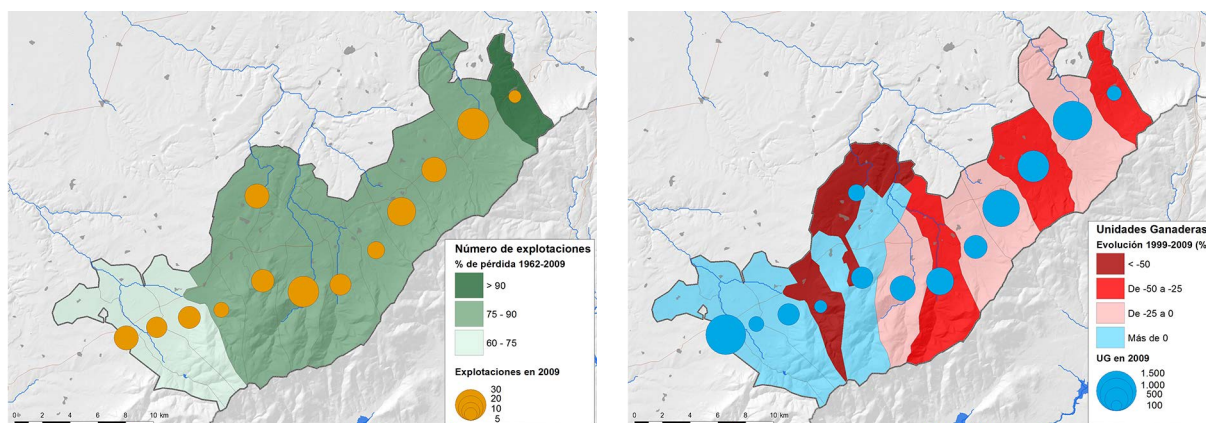 Número de explotaciones
% de pérdida 1962-2009
> 90
75 - 90
60 - 75
Explotaciones en 2009
30
20
10
5
0 2 4 6 8 10 km
Unidades Ganaderas
Evolución 1999-2009 (%)
< -50
De -50 a -25
De -25 a 0
Más de 0
UG en 2009
1.500
1.000
500
100
0 2 4 6 8 10 km